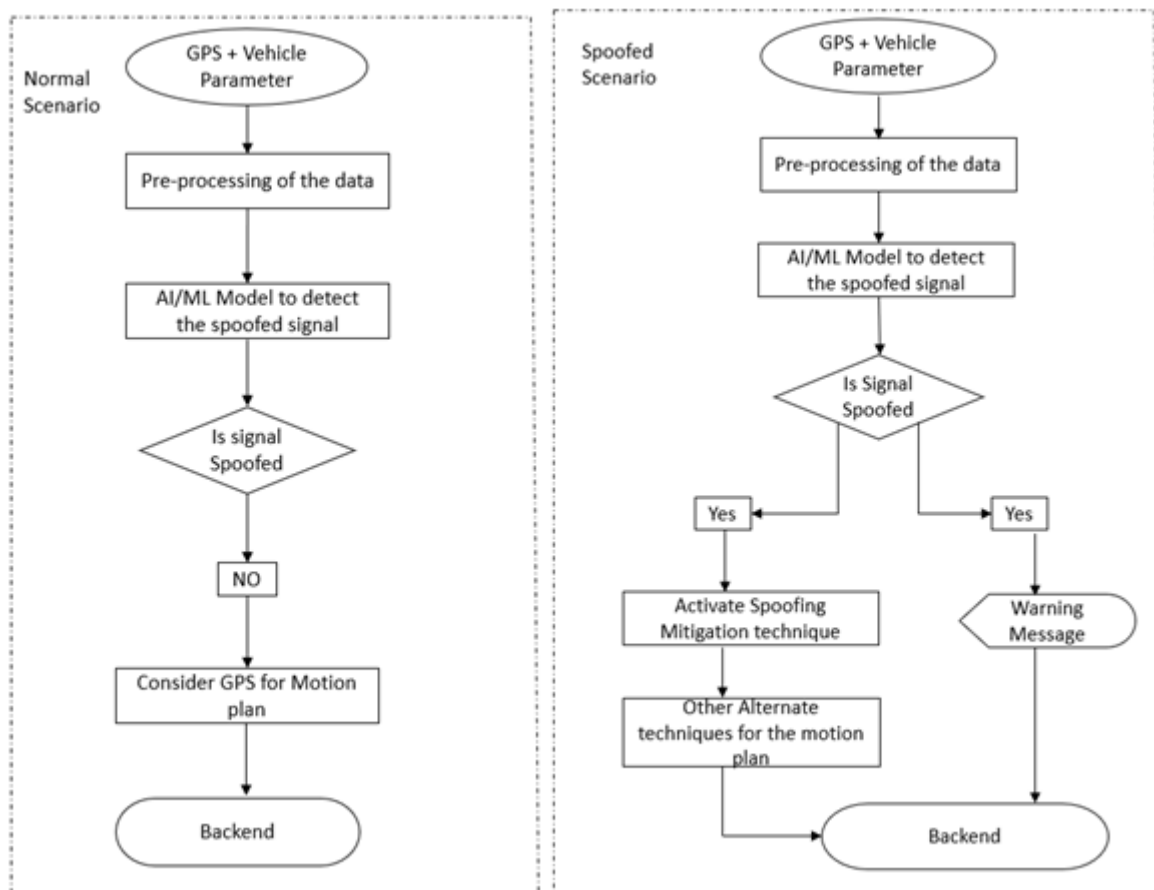 Normal
Scenario
GPS + Vehicle
Parameter
Pre-processing of the data
AI/ML Model to detect
the spoofed signal
Is signal
Spoofed
NO
Consider GPS for Motion
plan
Backend
Spoofed
Scenario
GPS + Vehicle
Parameter
Pre-processing of the data
AI/ML Model to detect
the spoofed signal
Is Signal
Spoofed
Yes
Yes
Activate Spoofing
Mitigation technique
Warning
Message
Other Alternate
techniques for the motion
plan
Backend